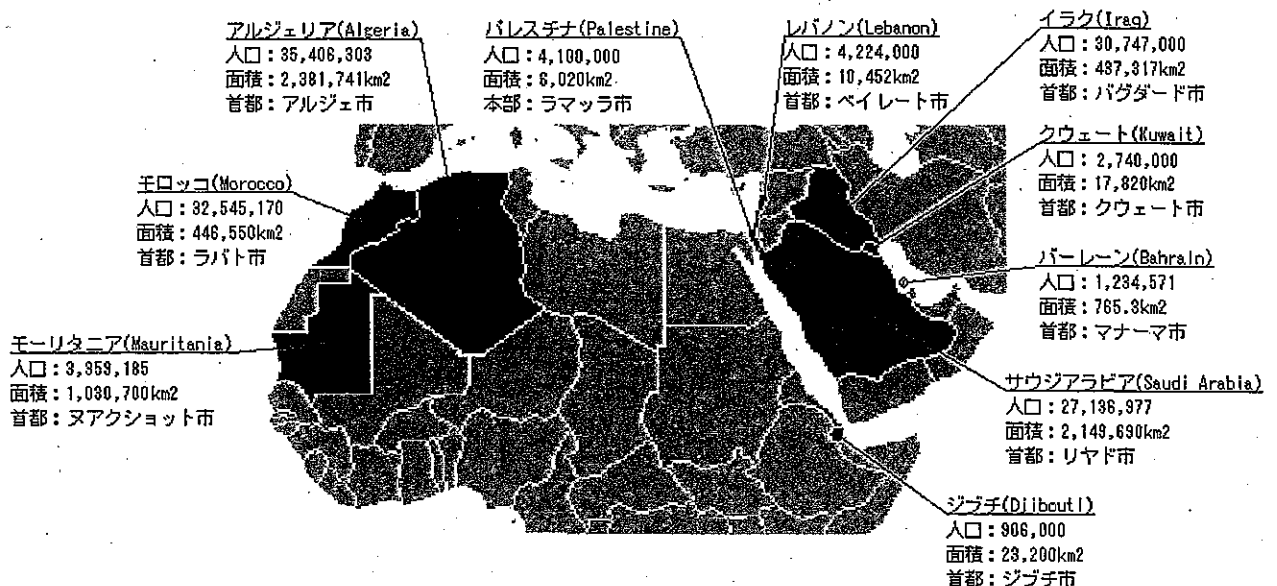 アルジェリア(Algeria)
人口：35,406,303
面積：2,381,741km2
首都：アルジェ市
パレスチナ(Palestine)
人口：4,100,000
面積：6,020km2
本部：ラマッラ市
レバノン(Lebanon)
人口：4,224,000
面積：10,452km2
首都：ベイルート市
イラク(Iraq)
人口：30,747,000
面積：437,317km2
首都：バグダード市
クウェート(Kuwait)
人口：2,740,000
面積：17,820km2
首都：クウェート市
モロッコ(Morocco)
人口：32,545,170
面積：446,550km2
首都：ラバト市
バーレーン(Bahrain)
人口：1,234,571
面積：765.3km2
首都：マナーマ市
モーリタニア(Mauritania)
人口：3,359,185
面積：1,030,700km2
首都：ヌアクショット市
サウジアラビア(Saudi Arabia)
人口：27,136,977
面積：2,149,690km2
首都：リヤド市
ジブチ(Djibouti)
人口：906,000
面積：23,200km2
首都：ジブチ市